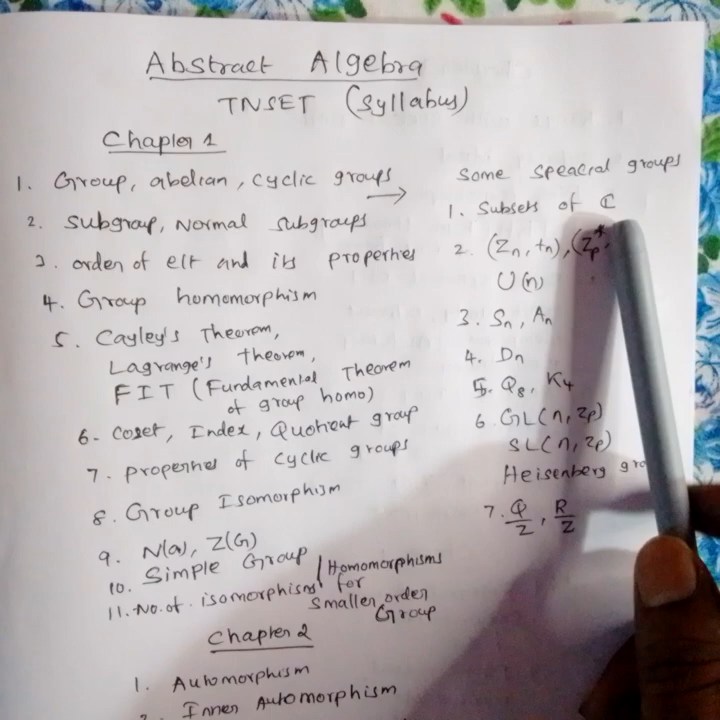 Abstract Algebra
TNSET (Syllabus)
Chapter 1
1. Group, abelian, cyclic groups →
2. Subgroup, Normal Subgroups
3. order of elt and its properties
4. Group homomorphism
5. Cayley's Theorem,
Lagrange's theorem,
FIT (Fundamental Theorem
of group homo)
6. Coset, Index, Quotient group
7. properties of cyclic groups
8. Group Isomorphism
9. N(a), Z(G)
10. Simple Group
11. No. of isomorphisms / Homomorphisms
for
Smaller order
Group
Some speacial groups
1. Subsets of ℂ
2. (Zn, +n), (Zp*,
U(n)
3. Sn, An
4. Dn
5. Q8, K4
6. GL(n, Zp)
SL(n, Zp)
Heisenberg gro
7. Q/Z, R/Z
Chapter 2
1. Automorphism
2. Inner Automorphism